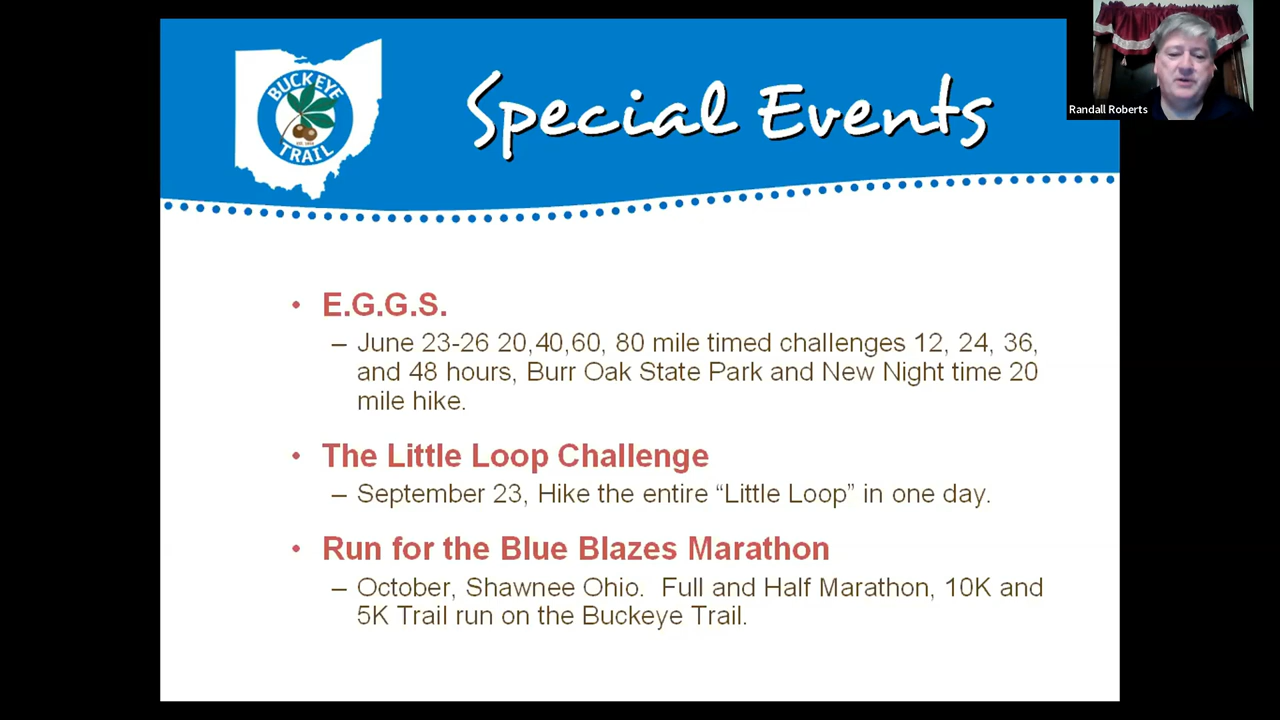 BUCKEYE
TRAIL
Special Events
Randall Roberts
• E.G.G.S.
– June 23-26 20,40,60, 80 mile timed challenges 12, 24, 36,
and 48 hours, Burr Oak State Park and New Night time 20
mile hike.
• The Little Loop Challenge
– September 23, Hike the entire “Little Loop” in one day.
• Run for the Blue Blazes Marathon
– October, Shawnee Ohio.  Full and Half Marathon, 10K and
5K Trail run on the Buckeye Trail.